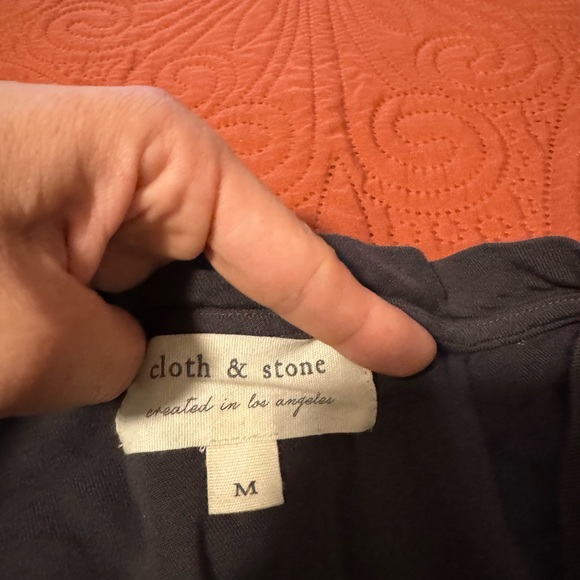 cloth & stone
created in los angeles
M